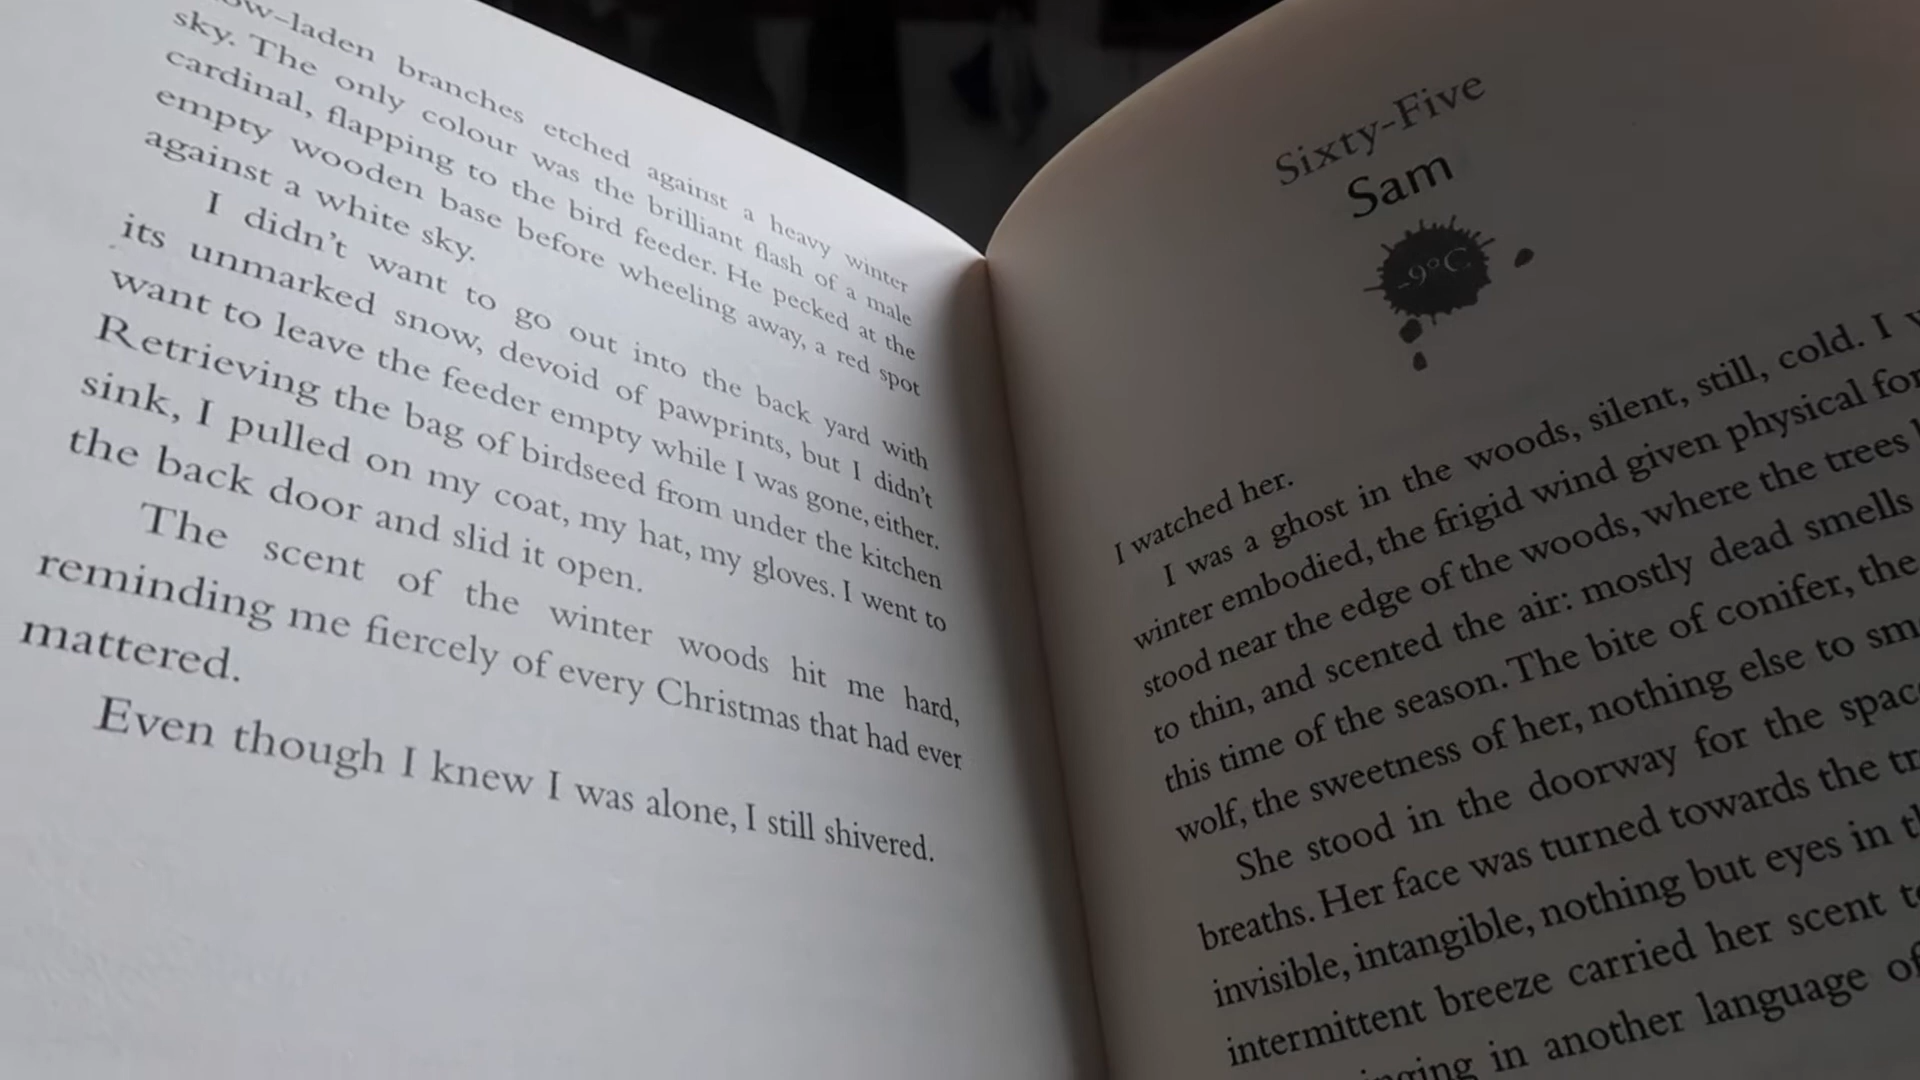 laden branches etched against a heavy winter
sky. The only colour was the brilliant flash of a male
cardinal, flapping to the bird feeder. He pecked at the
empty wooden base before wheeling away, a red spot
against a white sky.
I didn't want to go out into the back yard with
its unmarked snow, devoid of pawprints, but I didn't
want to leave the feeder empty while I was gone, either.
Retrieving the bag of birdseed from under the kitchen
sink, I pulled on my coat, my hat, my gloves. I went to
the back door and slid it open.
The scent of the winter woods hit me hard,
reminding me fiercely of every Christmas that had ever
mattered.
Even though I knew I was alone, I still shivered.
Sixty-Five
Sam
-9°C
I watched her.
I was a ghost in the woods, silent, still, cold. I
winter embodied, the frigid wind given physical
stood near the edge of the woods, where the trees
to thin, and scented the air: mostly dead smells
this time of the season. The bite of conifer, the
wolf, the sweetness of her, nothing else to
She stood in the doorway for the
breaths. Her face was turned towards the
invisible, intangible, nothing but eyes in
intermittent breeze carried her scent
in another language